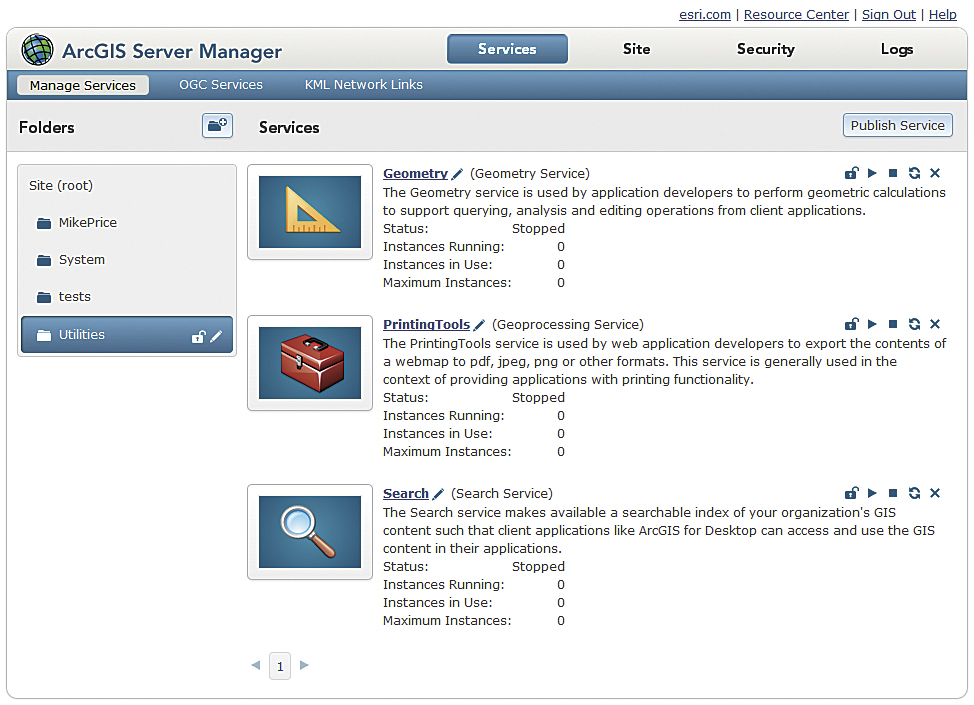 esri.com | Resource Center | Sign Out | Help
ArcGIS Server Manager
Services Site Security Logs
Manage Services OGC Services KML Network Links
Folders
Services
Publish Service
Site (root)
MikePrice
System
tests
Utilities
Geometry (Geometry Service)
The Geometry service is used by application developers to perform geometric calculations
to support querying, analysis and editing operations from client applications.
Status: Stopped
Instances Running: 0
Instances in Use: 0
Maximum Instances: 0
PrintingTools (Geoprocessing Service)
The PrintingTools service is used by web application developers to export the contents of
a webmap to pdf, jpeg, png or other formats. This service is generally used in the
context of providing applications with printing functionality.
Status: Stopped
Instances Running: 0
Instances in Use: 0
Maximum Instances: 0
Search (Search Service)
The Search service makes available a searchable index of your organization's GIS
content such that client applications like ArcGIS for Desktop can access and use the GIS
content in their applications.
Status: Stopped
Instances Running: 0
Instances in Use: 0
Maximum Instances: 0
1